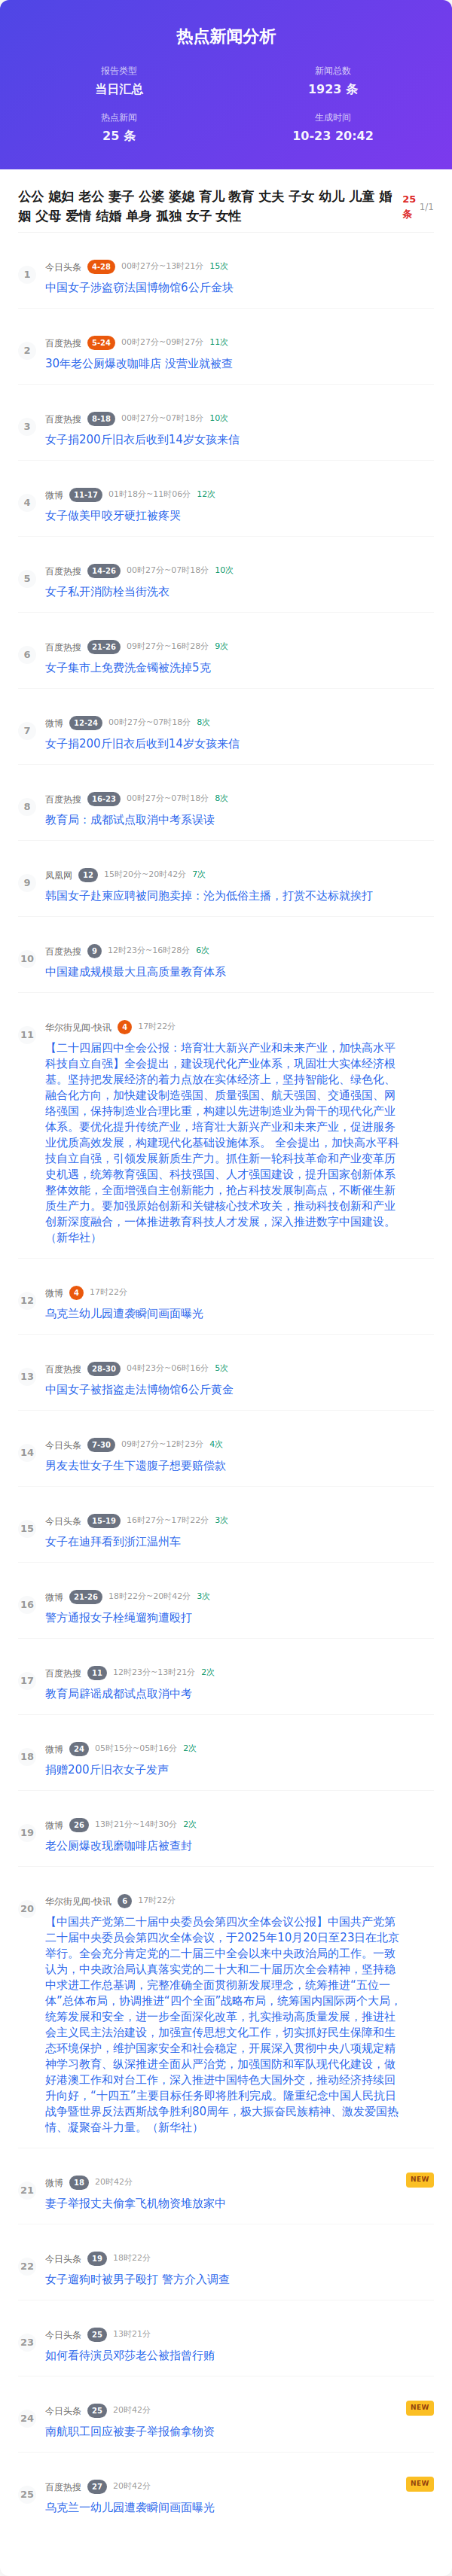 热点新闻分析
报告类型
新闻总数
当日汇总
1923 条
热点新闻
生成时间
25 条
10-23 20:42
公公 媳妇 老公 妻子 公婆 婆媳 育儿 教育 丈夫 子女 幼儿 儿童 婚
姻 父母 爱情 结婚 单身 孤独 女子 女性
25
条
1/1
1
今日头条 4-28 00时27分~13时21分 15次
中国女子涉盗窃法国博物馆6公斤金块
2
百度热搜 5-24 00时27分~09时27分 11次
30年老公厕爆改咖啡店 没营业就被查
3
百度热搜 8-18 00时27分~07时18分 10次
女子捐200斤旧衣后收到14岁女孩来信
4
微博 11-17 01时18分~11时06分 12次
女子做美甲咬牙硬扛被疼哭
5
百度热搜 14-26 00时27分~07时18分 10次
女子私开消防栓当街洗衣
6
百度热搜 21-26 09时27分~16时28分 9次
女子集市上免费洗金镯被洗掉5克
7
微博 12-24 00时27分~07时18分 8次
女子捐200斤旧衣后收到14岁女孩来信
8
百度热搜 16-23 00时27分~07时18分 8次
教育局：成都试点取消中考系误读
9
凤凰网 12 15时20分~20时42分 7次
韩国女子赴柬应聘被同胞卖掉：沦为低俗主播，打赏不达标就挨打
10
百度热搜 9 12时23分~16时28分 6次
中国建成规模最大且高质量教育体系
11
华尔街见闻-快讯 4 17时22分
【二十届四中全会公报：培育壮大新兴产业和未来产业，加快高水平
科技自立自强】全会提出，建设现代化产业体系，巩固壮大实体经济根
基。坚持把发展经济的着力点放在实体经济上，坚持智能化、绿色化、
融合化方向，加快建设制造强国、质量强国、航天强国、交通强国、网
络强国，保持制造业合理比重，构建以先进制造业为骨干的现代化产业
体系。要优化提升传统产业，培育壮大新兴产业和未来产业，促进服务
业优质高效发展，构建现代化基础设施体系。 全会提出，加快高水平科
技自立自强，引领发展新质生产力。抓住新一轮科技革命和产业变革历
史机遇，统筹教育强国、科技强国、人才强国建设，提升国家创新体系
整体效能，全面增强自主创新能力，抢占科技发展制高点，不断催生新
质生产力。要加强原始创新和关键核心技术攻关，推动科技创新和产业
创新深度融合，一体推进教育科技人才发展，深入推进数字中国建设。
（新华社）
12
微博 4 17时22分
乌克兰幼儿园遭袭瞬间画面曝光
13
百度热搜 28-30 04时23分~06时16分 5次
中国女子被指盗走法博物馆6公斤黄金
14
今日头条 7-30 09时27分~12时23分 4次
男友去世女子生下遗腹子想要赔偿款
15
今日头条 15-19 16时27分~17时22分 3次
女子在迪拜看到浙江温州车
16
微博 21-26 18时22分~20时42分 3次
警方通报女子栓绳遛狗遭殴打
17
百度热搜 11 12时23分~13时21分 2次
教育局辟谣成都试点取消中考
18
微博 24 05时15分~05时16分 2次
捐赠200斤旧衣女子发声
19
微博 26 13时21分~14时30分 2次
老公厕爆改现磨咖啡店被查封
20
华尔街见闻-快讯 6 17时22分
【中国共产党第二十届中央委员会第四次全体会议公报】中国共产党第
二十届中央委员会第四次全体会议，于2025年10月20日至23日在北京
举行。全会充分肯定党的二十届三中全会以来中央政治局的工作。一致
认为，中央政治局认真落实党的二十大和二十届历次全会精神，坚持稳
中求进工作总基调，完整准确全面贯彻新发展理念，统筹推进“五位一
体”总体布局，协调推进“四个全面”战略布局，统筹国内国际两个大局，
统筹发展和安全，进一步全面深化改革，扎实推动高质量发展，推进社
会主义民主法治建设，加强宣传思想文化工作，切实抓好民生保障和生
态环境保护，维护国家安全和社会稳定，开展深入贯彻中央八项规定精
神学习教育、纵深推进全面从严治党，加强国防和军队现代化建设，做
好港澳工作和对台工作，深入推进中国特色大国外交，推动经济持续回
升向好，“十四五”主要目标任务即将胜利完成。隆重纪念中国人民抗日
战争暨世界反法西斯战争胜利80周年，极大振奋民族精神、激发爱国热
情、凝聚奋斗力量。（新华社）
21
微博 18 20时42分
NEW
妻子举报丈夫偷拿飞机物资堆放家中
22
今日头条 19 18时22分
女子遛狗时被男子殴打 警方介入调查
23
今日头条 25 13时21分
如何看待演员邓莎老公被指曾行贿
24
今日头条 25 20时42分
NEW
南航职工回应被妻子举报偷拿物资
25
百度热搜 27 20时42分
NEW
乌克兰一幼儿园遭袭瞬间画面曝光